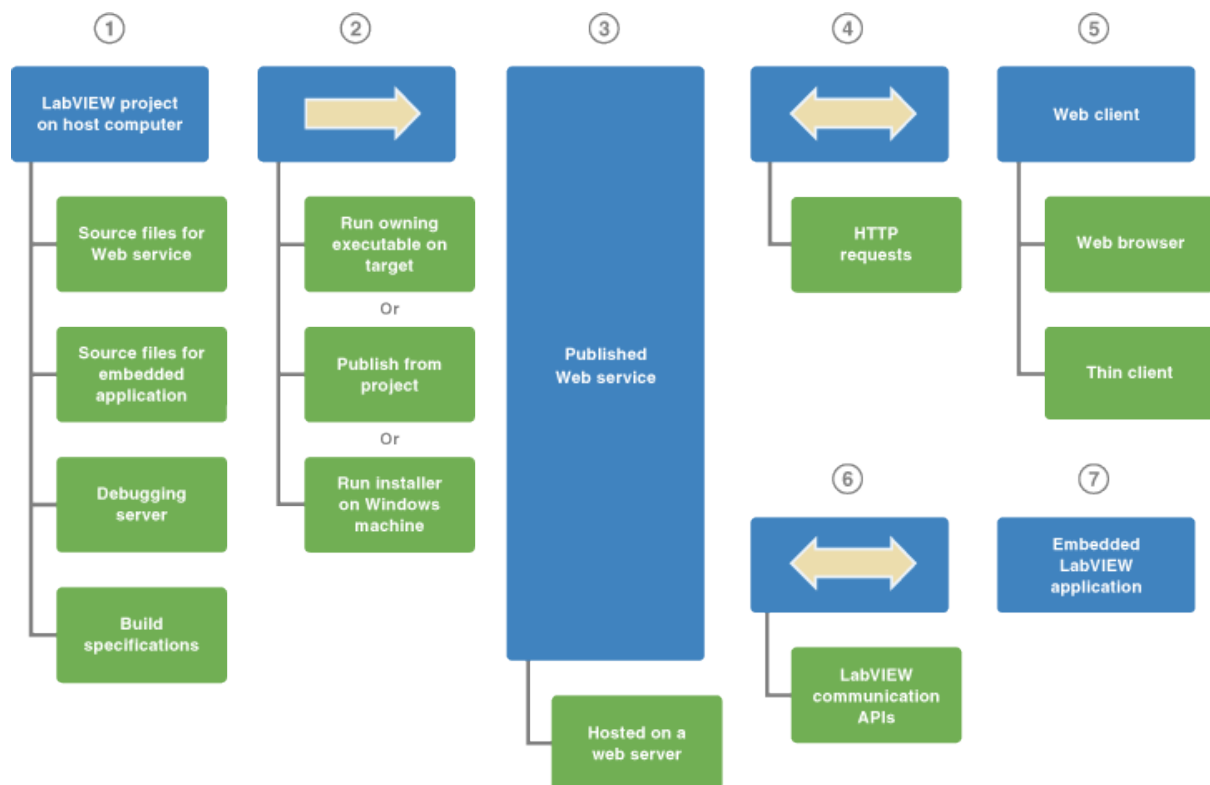 1
2
3
4
5
LabVIEW project
on host computer
Source files for
Web service
Source files for
embedded
application
Debugging
server
Build
specifications
Run owning
executable on
target
Or
Publish from
project
Or
Run installer
on Windows
machine
Published
Web service
Hosted on a
web server
HTTP
requests
Web client
Web browser
Thin client
6
7
LabVIEW
communication
APIs
Embedded
LabVIEW
application